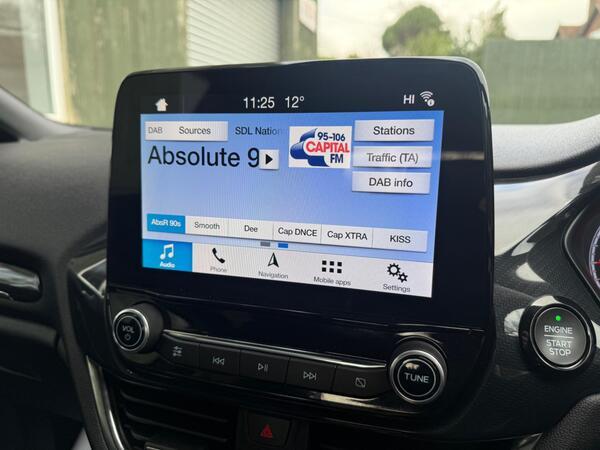 11:25 12° HI
DAB Sources SDL Nation
95-106
CAPITAL
FM
Stations
Absolute 9
Traffic (TA)
DAB info
AbsR 90s Smooth Dee Cap DNCE Cap XTRA KISS
Audio Phone Navigation Mobile apps Settings
VOL
TUNE
ENGINE
START
STOP